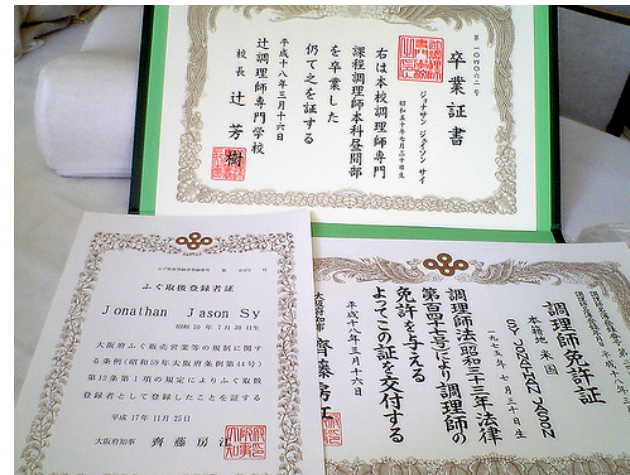 第一〇四〇六二号
卒業証書
ジョナサン ジェイソン サイ
昭和五十年七月三十日生
右は本校調理師専門
課程調理師本科昼間部
を卒業した
仍て之を証する
平成十八年三月十六日
辻調理師専門学校
校長 辻 芳樹
ふぐ取扱登録者証
Jonathan Jason Sy
昭和 50 年 7 月 30 日生
大阪府ふぐ販売営業等の規制に関す
る条例(昭和59年大阪府条例第44号)
第12条第1項の規定によりふぐ取扱
登録者として登録したことを証する
平成 17年 11月 25日
大阪府知事 齊藤房江
調理師免許証
本籍地 米国
SY JONATHAN JASON
一九七五年 七月三十日生
調理師法(昭和三十三年法律
第百四十七号)により調理師の
免許を与える
よってこの証を交付する
平成十八年三月十六日
大阪府知事 齊藤房江